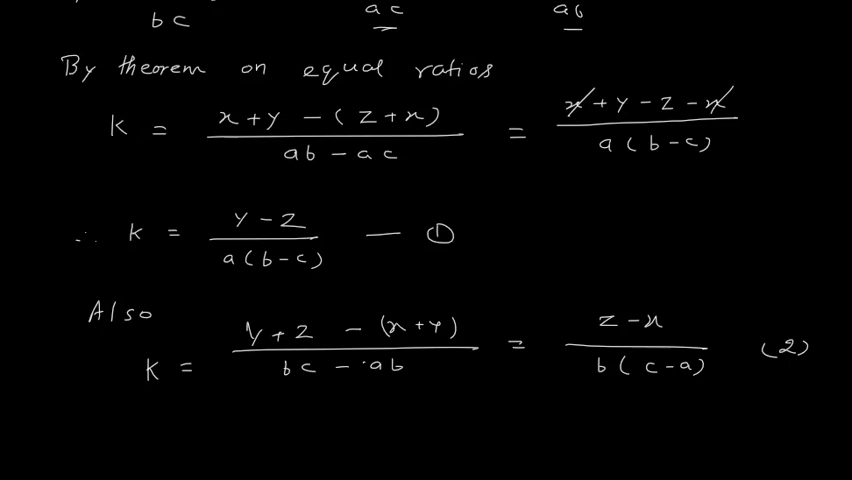 bc ac ab
By theorem on equal ratios
K = x+y-(z+x) / ab-ac = x+y-z-x / a(b-c)
∴ K = y-z / a(b-c) — ①
Also
K = y+z-(x+y) / bc-ab = z-x / b(c-a) (2)